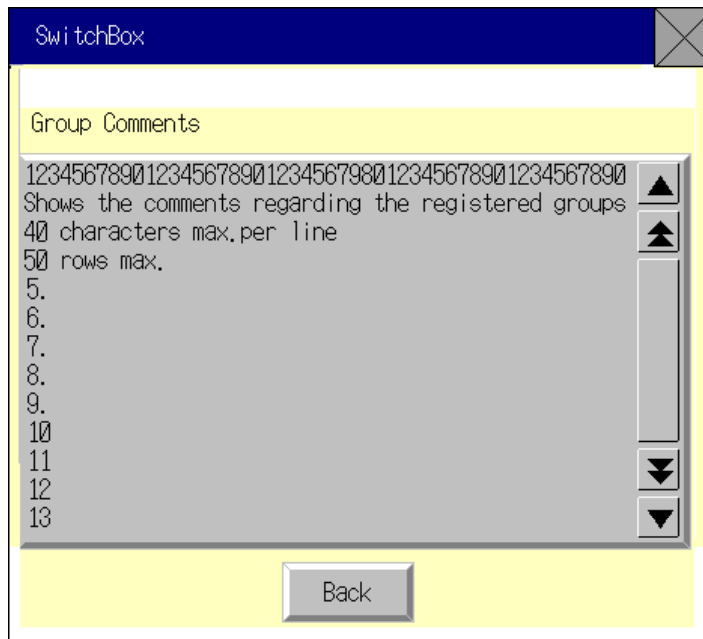 SwitchBox
Group Comments
12345678901234567890123456798012345678901234567890
Shows the comments regarding the registered groups
40 characters max.per line
50 rows max.
5.
6.
7.
8.
9.
10
11
12
13
Back